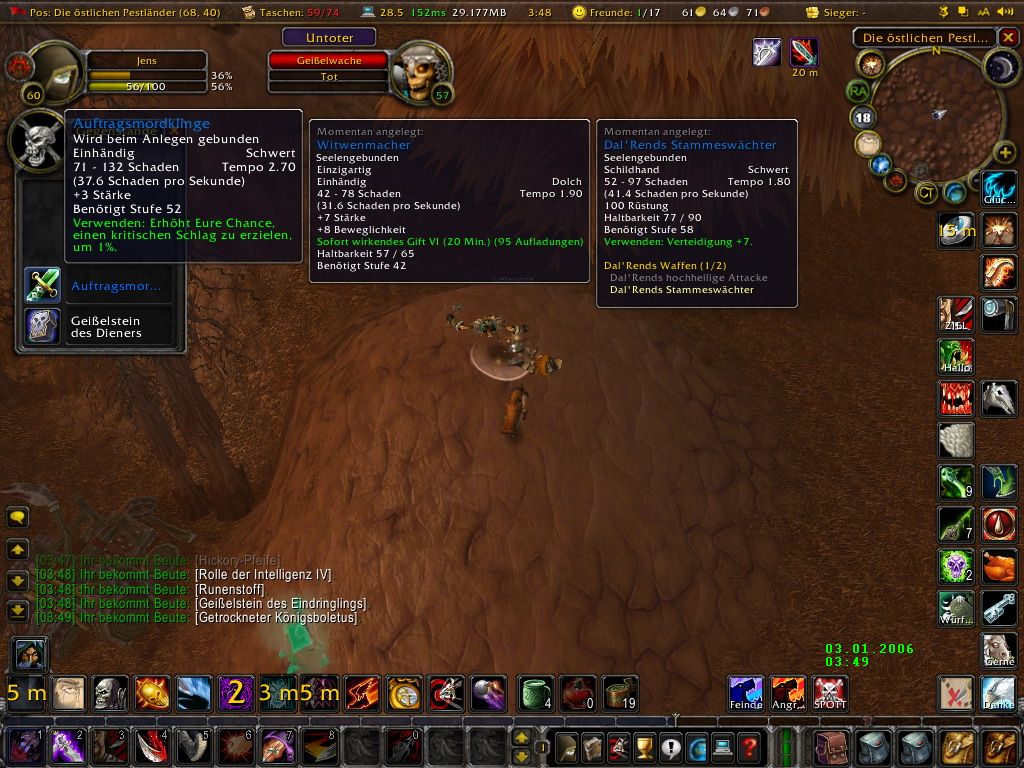 Pos: Die östlichen Pestländer (68, 40)
Taschen: 59/74
28.5 152ms 29.177MB
3:48
Freunde: 1/17
61 64 71
Sieger: -
Untoter
Jens
36%
56/100
56%
60
Geißelwache
Tot
57
20 m
Die östlichen Pestl...
N
RA
18
CT
Auftragsmordklinge
Wird beim Anlegen gebunden
Einhändig Schwert
71 - 132 Schaden Tempo 2.70
(37.6 Schaden pro Sekunde)
+3 Stärke
Benötigt Stufe 52
Verwenden: Erhöht Eure Chance,
einen kritischen Schlag zu erzielen,
um 1%.
Momentan angelegt:
Witwenmacher
Seelengebunden
Einzigartig
Einhändig Dolch
42 - 78 Schaden Tempo 1.90
(31.6 Schaden pro Sekunde)
+7 Stärke
+8 Beweglichkeit
Sofort wirkendes Gift VI (20 Min.) (95 Aufladungen)
Haltbarkeit 57 / 65
Benötigt Stufe 42
Momentan angelegt:
Dal'Rends Stammeswächter
Seelengebunden
Schildhand Schwert
52 - 97 Schaden Tempo 1.80
(41.4 Schaden pro Sekunde)
100 Rüstung
Haltbarkeit 77 / 90
Benötigt Stufe 58
Verwenden: Verteidigung +7.
Dal'Rends Waffen (1/2)
Dal'Rends hochheilige Attacke
Dal'Rends Stammeswächter
Auftragsmor...
Geißelstein
des Dieners
Glüc..
15 m
ZIEL
Hallo
9
7
2
Würf..
Gerne
[03:47] Ihr bekommt Beute: [Hickory-Pfeife]
[03:48] Ihr bekommt Beute: [Rolle der Intelligenz IV].
[03:48] Ihr bekommt Beute: [Runenstoff]
[03:48] Ihr bekommt Beute: [Geißelstein des Eindringlings].
[03:49] Ihr bekommt Beute: [Getrockneter Königsboletus]
03.01.2006
03:49
5 m
2
3 m
5 m
4
0
19
Feinde
Angr..
SPOTT
Danke
1 2 3 4 5 6 7 8 0
1